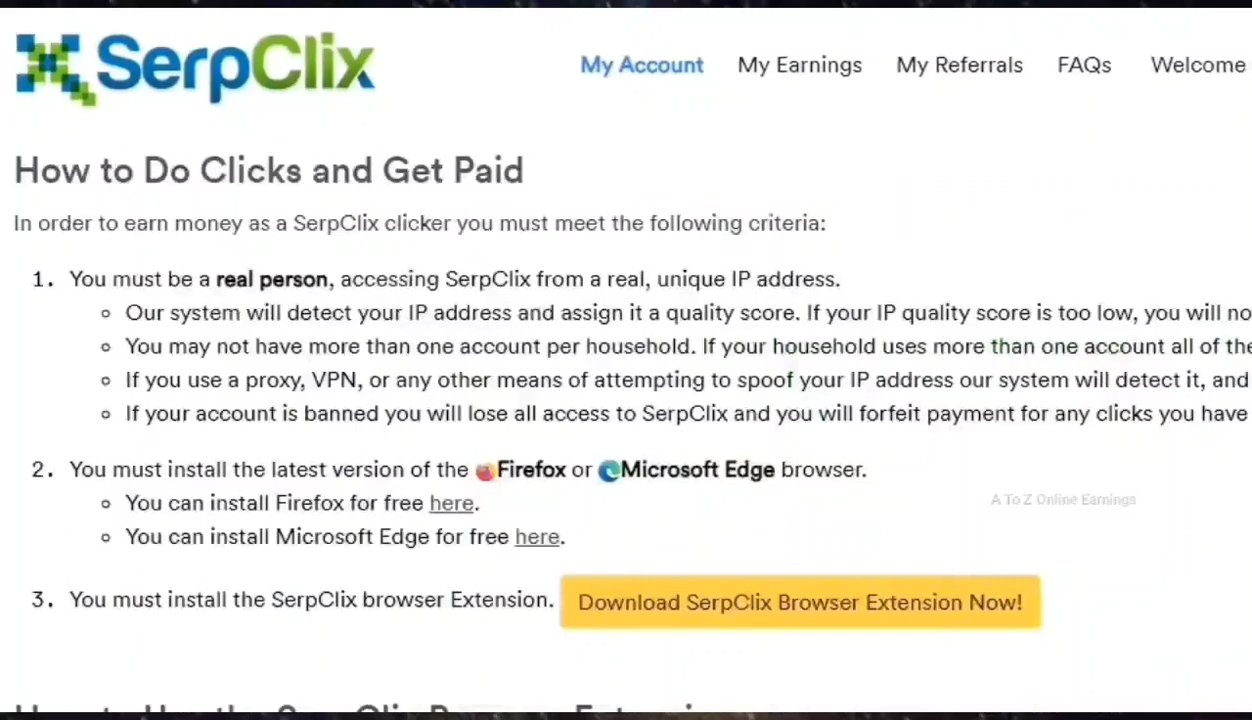 SerpClix
My Account My Earnings My Referrals FAQs Welcome
How to Do Clicks and Get Paid
In order to earn money as a SerpClix clicker you must meet the following criteria:
1. You must be a real person, accessing SerpClix from a real, unique IP address.
Our system will detect your IP address and assign it a quality score. If your IP quality score is too low, you will no
You may not have more than one account per household. If your household uses more than one account all of the
If you use a proxy, VPN, or any other means of attempting to spoof your IP address our system will detect it, and
If your account is banned you will lose all access to SerpClix and you will forfeit payment for any clicks you have
2. You must install the latest version of the Firefox or Microsoft Edge browser.
You can install Firefox for free here.
A To Z Online Earnings
You can install Microsoft Edge for free here.
3. You must install the SerpClix browser Extension. Download SerpClix Browser Extension Now!